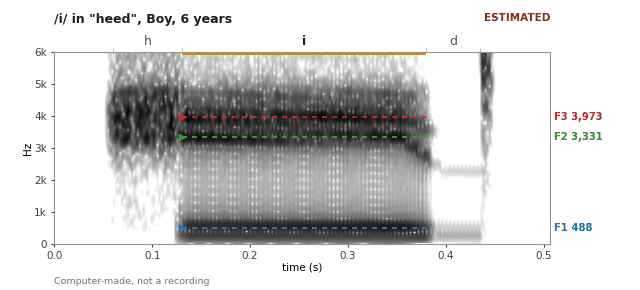 /i/ in "heed", Boy, 6 years
ESTIMATED
h i d
6k
5k
4k
3k
2k
1k
0
Hz
F3 3,973
F2 3,331
F1 488
0.0 0.1 0.2 0.3 0.4 0.5
time (s)
Computer-made, not a recording